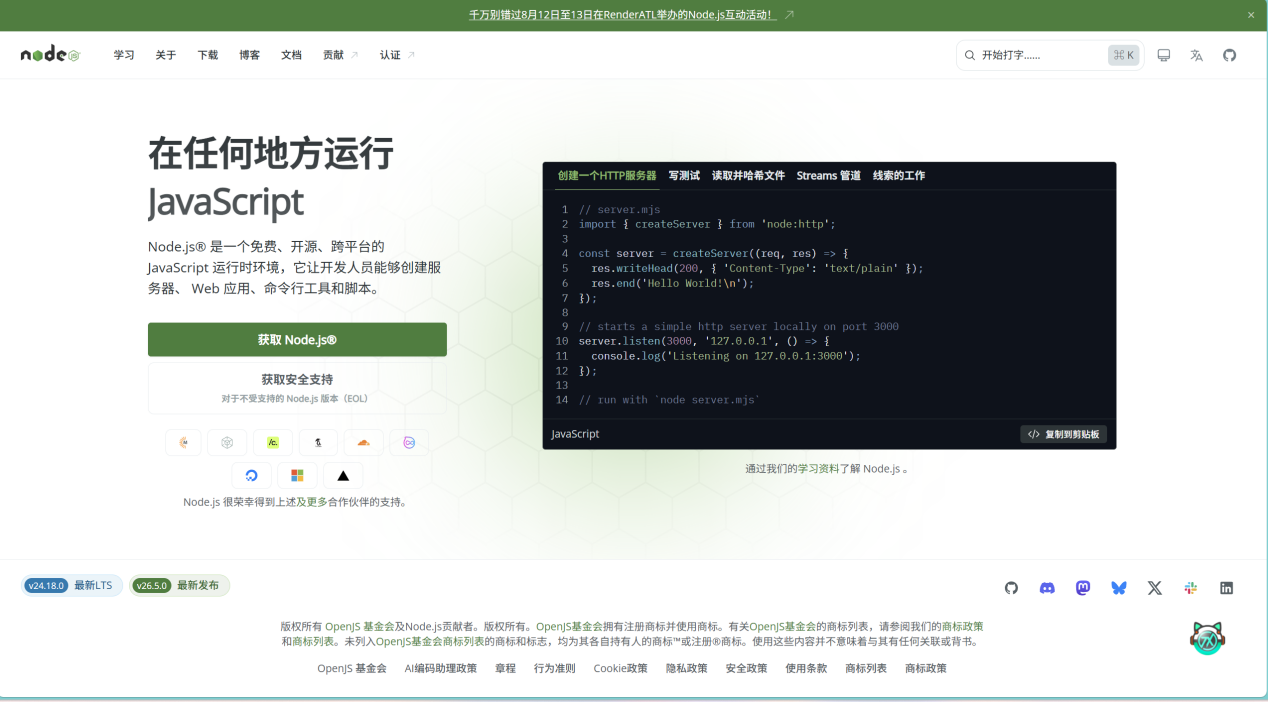 千万别错过8月12日至13日在RenderATL举办的Node.js互动活动！
node JS
学习 关于 下载 博客 文档 贡献 认证
开始打字…… ⌘ K
在任何地方运行
JavaScript
Node.js® 是一个免费、开源、跨平台的
JavaScript 运行时环境，它让开发人员能够创建服
务器、 Web 应用、命令行工具和脚本。
获取 Node.js®
获取安全支持
对于不受支持的 Node.js 版本（EOL）
/c.
Node.js 很荣幸得到上述及更多合作伙伴的支持。
创建一个HTTP服务器 写测试 读取并哈希文件 Streams 管道 线索的工作
1 // server.mjs
2 import { createServer } from 'node:http';
3
4 const server = createServer((req, res) => {
5 res.writeHead(200, { 'Content-Type': 'text/plain' });
6 res.end('Hello World!\n');
7 });
8
9 // starts a simple http server locally on port 3000
10 server.listen(3000, '127.0.0.1', () => {
11 console.log('Listening on 127.0.0.1:3000');
12 });
13
14 // run with `node server.mjs`
JavaScript </> 复制到剪贴板
通过我们的学习资料了解 Node.js 。
v24.18.0 最新LTS v26.5.0 最新发布
版权所有 OpenJS 基金会及Node.js贡献者。版权所有。OpenJS基金会拥有注册商标并使用商标。有关OpenJS基金会的商标列表，请参阅我们的商标政策
和商标列表。未列入OpenJS基金会商标列表的商标和标志，均为其各自持有人的商标™或注册®商标。使用这些内容并不意味着与其有任何关联或背书。
OpenJS 基金会 AI编码助理政策 章程 行为准则 Cookie政策 隐私政策 安全政策 使用条款 商标列表 商标政策